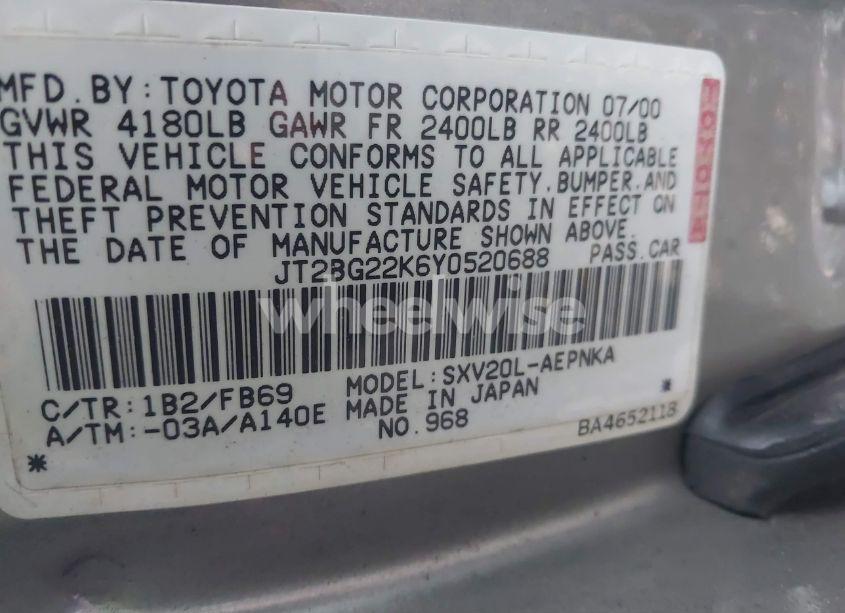 MFD. BY: TOYOTA MOTOR CORPORATION 07/00
GVWR 4180LB GAWR FR 2400LB RR 2400LB
THIS VEHICLE CONFORMS TO ALL APPLICABLE
FEDERAL MOTOR VEHICLE SAFETY, BUMPER, AND
THEFT PREVENTION STANDARDS IN EFFECT ON
THE DATE OF MANUFACTURE SHOWN ABOVE.
JT2BG22K6Y0520688 PASS. CAR
wheelwise
C/TR: 1B2/FB69 MODEL: SXV20L-AEPNKA *
A/TM: -03A/A140E MADE IN JAPAN
* NO. 968 BA4652118